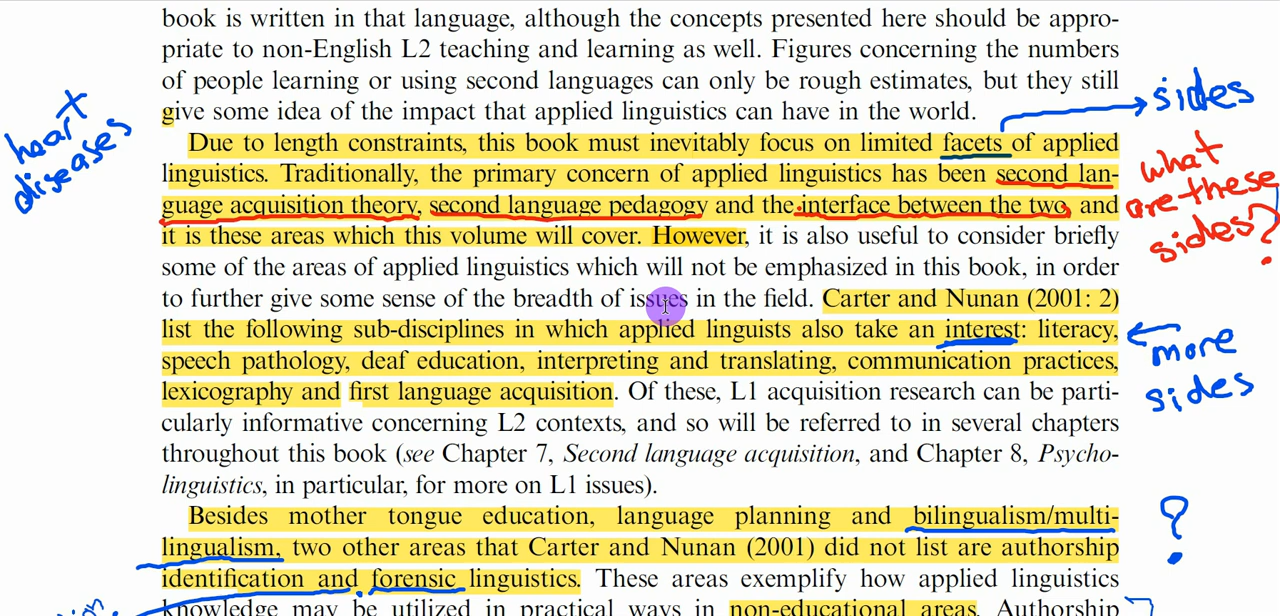 book is written in that language, although the concepts presented here should be appro-
priate to non-English L2 teaching and learning as well. Figures concerning the numbers
of people learning or using second languages can only be rough estimates, but they still
give some idea of the impact that applied linguistics can have in the world.
Due to length constraints, this book must inevitably focus on limited facets of applied
linguistics. Traditionally, the primary concern of applied linguistics has been second lan-
guage acquisition theory, second language pedagogy and the interface between the two, and
it is these areas which this volume will cover. However, it is also useful to consider briefly
some of the areas of applied linguistics which will not be emphasized in this book, in order
to further give some sense of the breadth of issues in the field. Carter and Nunan (2001: 2)
list the following sub-disciplines in which applied linguists also take an interest: literacy,
speech pathology, deaf education, interpreting and translating, communication practices,
lexicography and first language acquisition. Of these, L1 acquisition research can be parti-
cularly informative concerning L2 contexts, and so will be referred to in several chapters
throughout this book (see Chapter 7, Second language acquisition, and Chapter 8, Psycho-
linguistics, in particular, for more on L1 issues).
Besides mother tongue education, language planning and bilingualism/multi-
lingualism, two other areas that Carter and Nunan (2001) did not list are authorship
identification and forensic linguistics. These areas exemplify how applied linguistics
knowledge may be utilized in practical ways in non-educational areas. Authorship
heart
diseases
sides
what
are these
sides?
more
sides
?